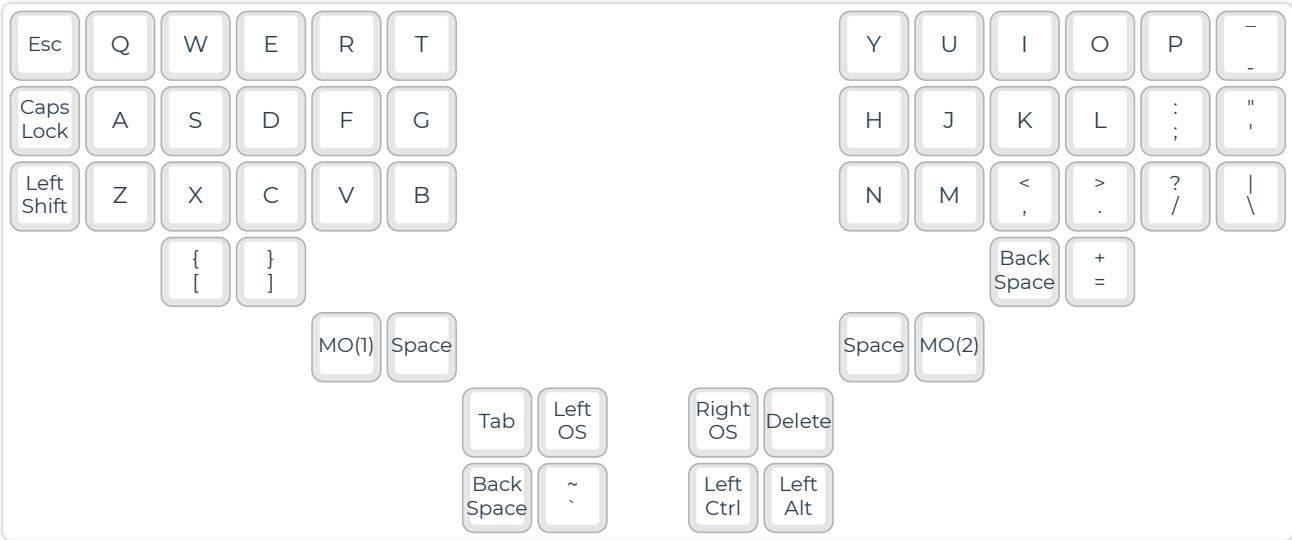 Esc Q W E R T Y U I O P _
-
Caps Lock A S D F G H J K L : "
; '
Left Shift Z X C V B N M < > ? |
, . / \
{ } Back Space +
[ ] =
MO(1) Space Space MO(2)
Tab Left OS Right OS Delete
Back Space ~ Left Ctrl Left Alt
`